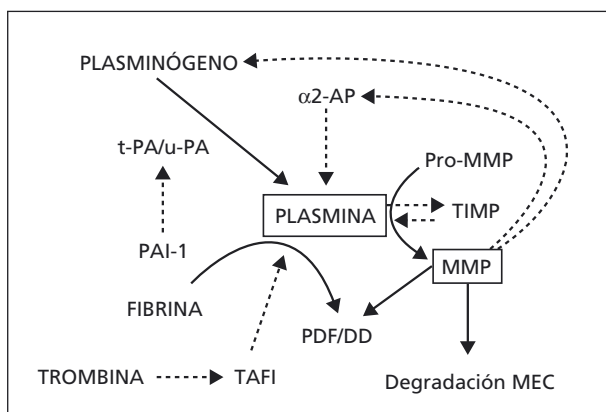 PLASMINÓGENO
α2-AP
t-PA/u-PA
Pro-MMP
PLASMINA
TIMP
PAI-1
MMP
FIBRINA
PDF/DD
TROMBINA
TAFI
Degradación MEC